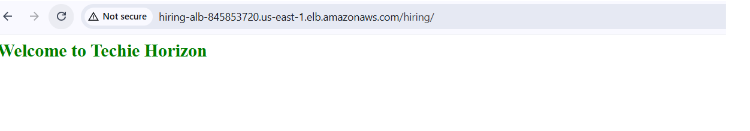 Not secure hiring-alb-845853720.us-east-1.elb.amazonaws.com/hiring/
Welcome to Techie Horizon